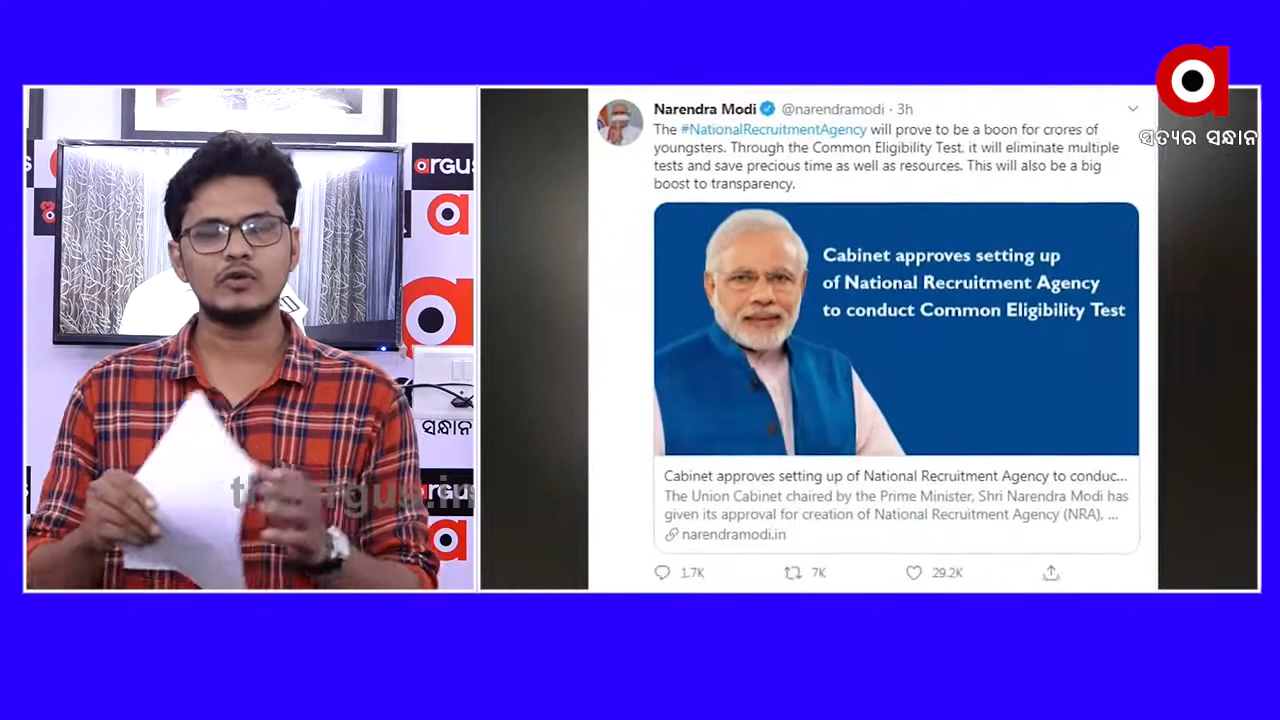 ସତ୍ୟର ସନ୍ଧାନ
argus
ସନ୍ଧାନ
argus
theargus.in
Narendra Modi @narendramodi · 3h
The #NationalRecruitmentAgency will prove to be a boon for crores of
youngsters. Through the Common Eligibility Test, it will eliminate multiple
tests and save precious time as well as resources. This will also be a big
boost to transparency.
Cabinet approves setting up
of National Recruitment Agency
to conduct Common Eligibility Test
Cabinet approves setting up of National Recruitment Agency to conduc...
The Union Cabinet chaired by the Prime Minister, Shri Narendra Modi has
given its approval for creation of National Recruitment Agency (NRA), ...
narendramodi.in
1.7K 7K 29.2K